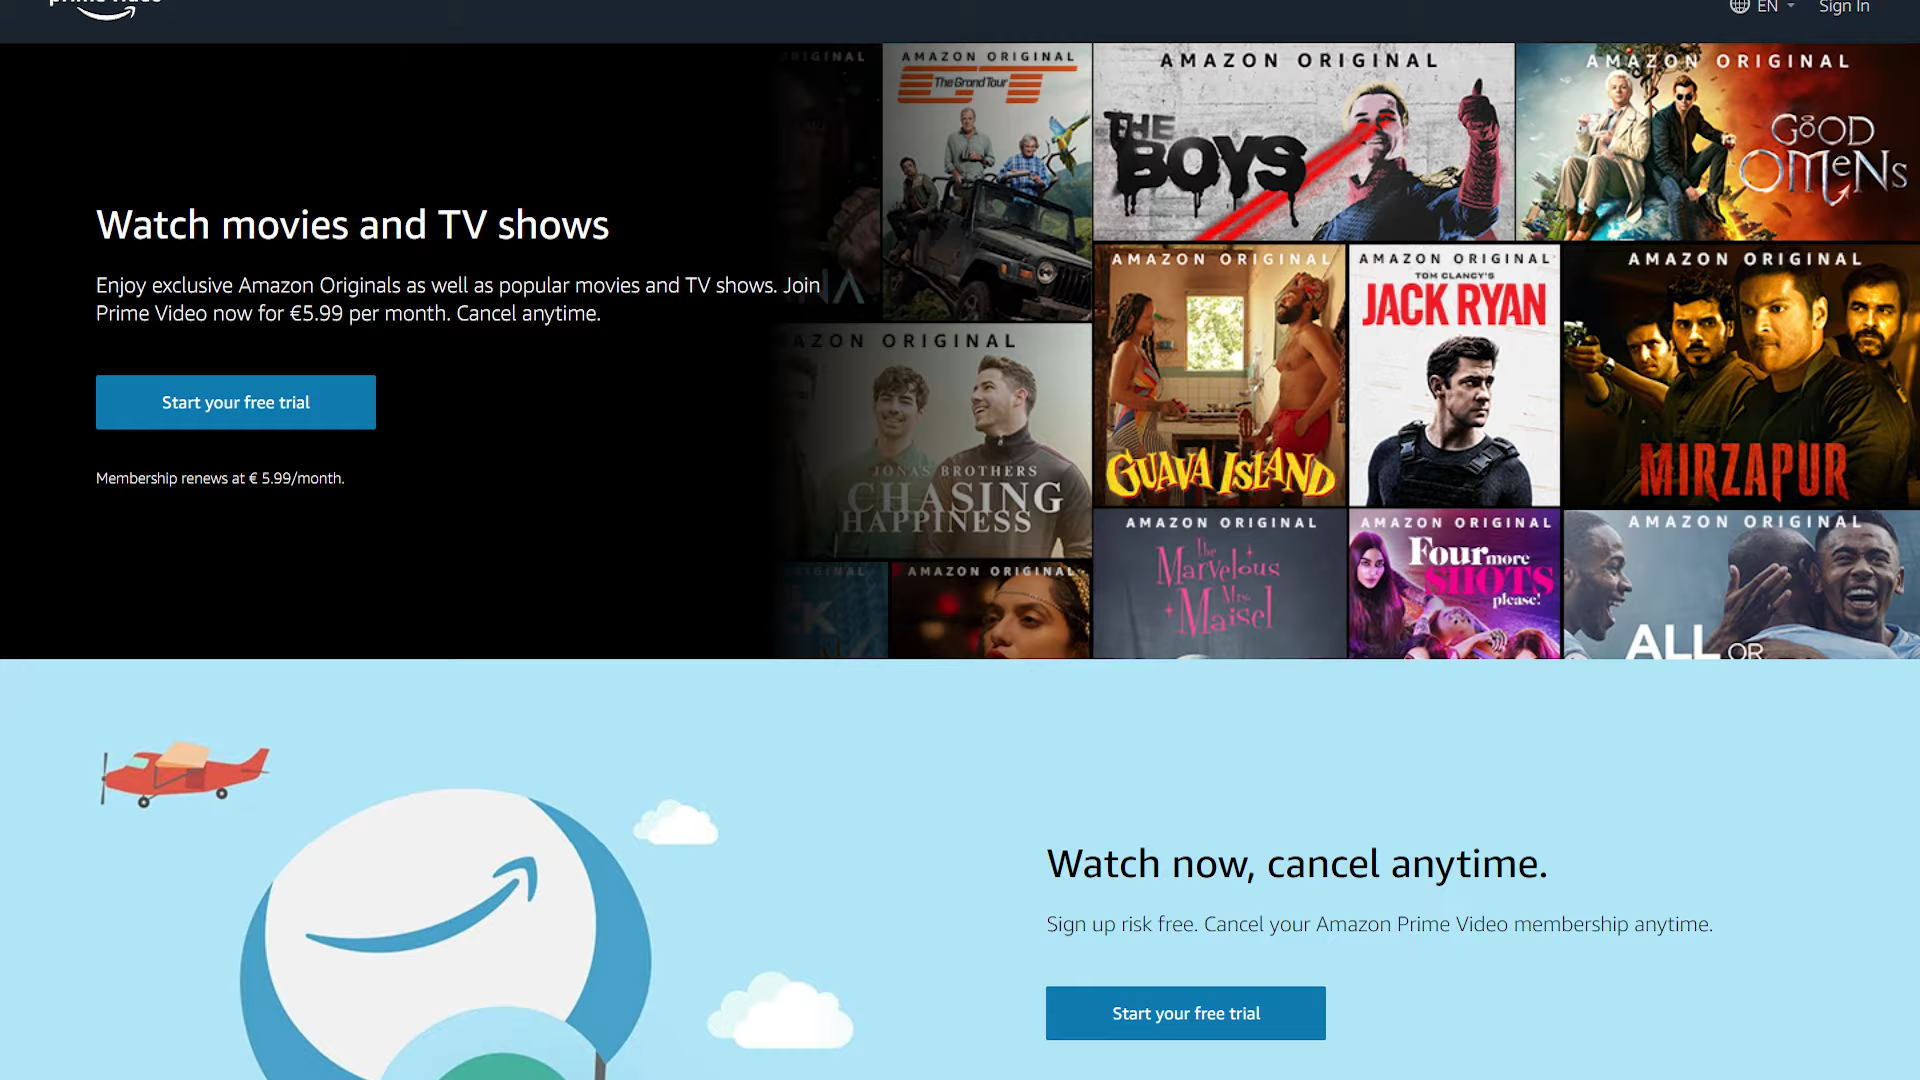 prime video
EN
Sign In
Watch movies and TV shows
Enjoy exclusive Amazon Originals as well as popular movies and TV shows. Join
Prime Video now for €5.99 per month. Cancel anytime.
Start your free trial
Membership renews at € 5.99/month.
ORIGINAL
AMAZON ORIGINAL
The Grand Tour
AMAZON ORIGINAL
THE
BOYS
AMAZON ORIGINAL
GOOD
OMENS
AZON ORIGINAL
JONAS BROTHERS
CHASING
HAPPINESS
AMAZON ORIGINAL
GUAVA ISLAND
AMAZON ORIGINAL
TOM CLANCY'S
JACK RYAN
AMAZON ORIGINAL
MIRZAPUR
AMAZON ORIGINAL
AMAZON ORIGINAL
The
Marvelous
Mrs.
Maisel
AMAZON ORIGINAL
Four more
SHOTS
please!
AMAZON ORIGINAL
ALL OR
Watch now, cancel anytime.
Sign up risk free. Cancel your Amazon Prime Video membership anytime.
Start your free trial